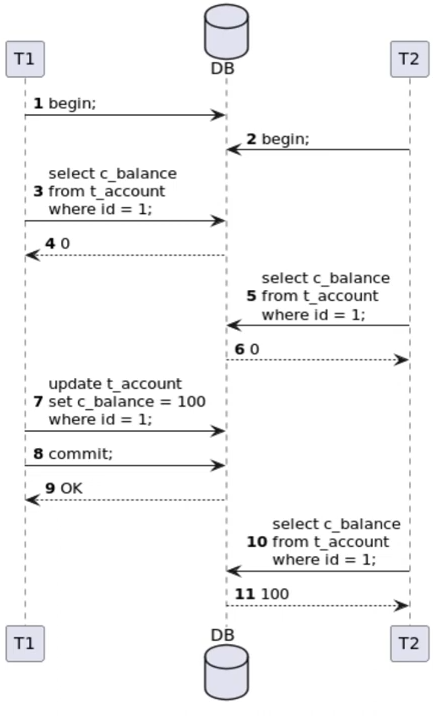 DB
T1
T2
1 begin;
2 begin;
select c_balance
3 from t_account
where id = 1;
4 0
select c_balance
5 from t_account
where id = 1;
6 0
update t_account
7 set c_balance = 100
where id = 1;
8 commit;
9 OK
select c_balance
10 from t_account
where id = 1;
11 100
T1
DB
T2